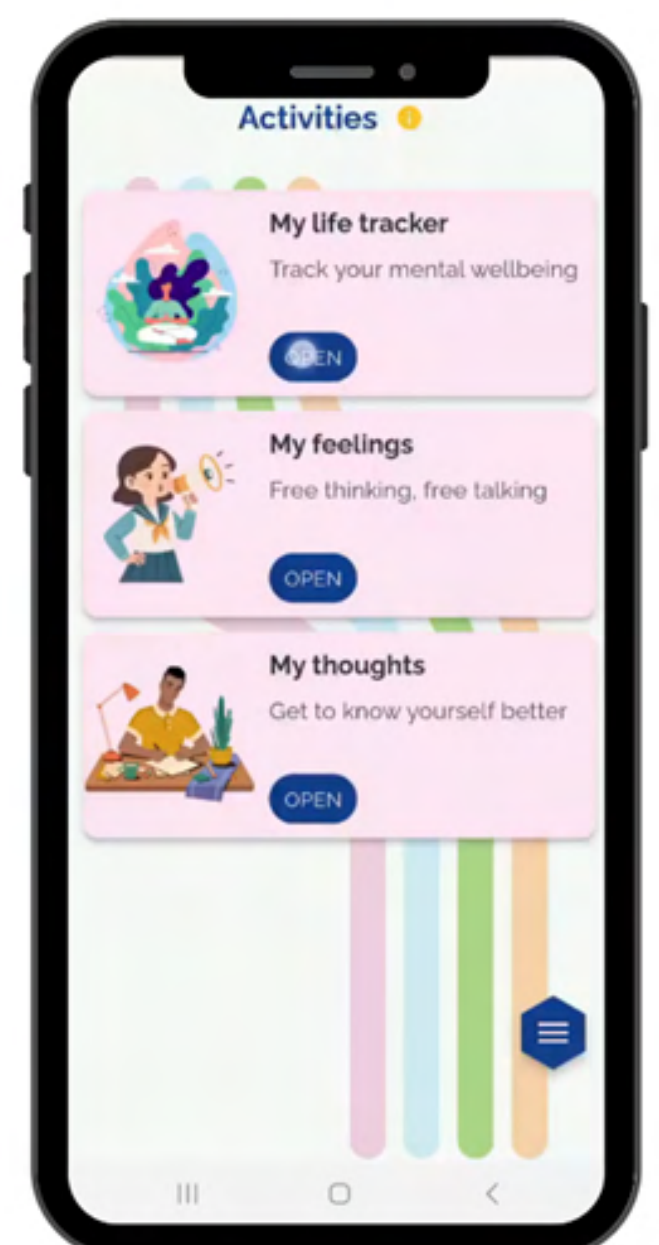 Activities
My life tracker
Track your mental wellbeing
OPEN
My feelings
Free thinking, free talking
OPEN
My thoughts
Get to know yourself better
OPEN